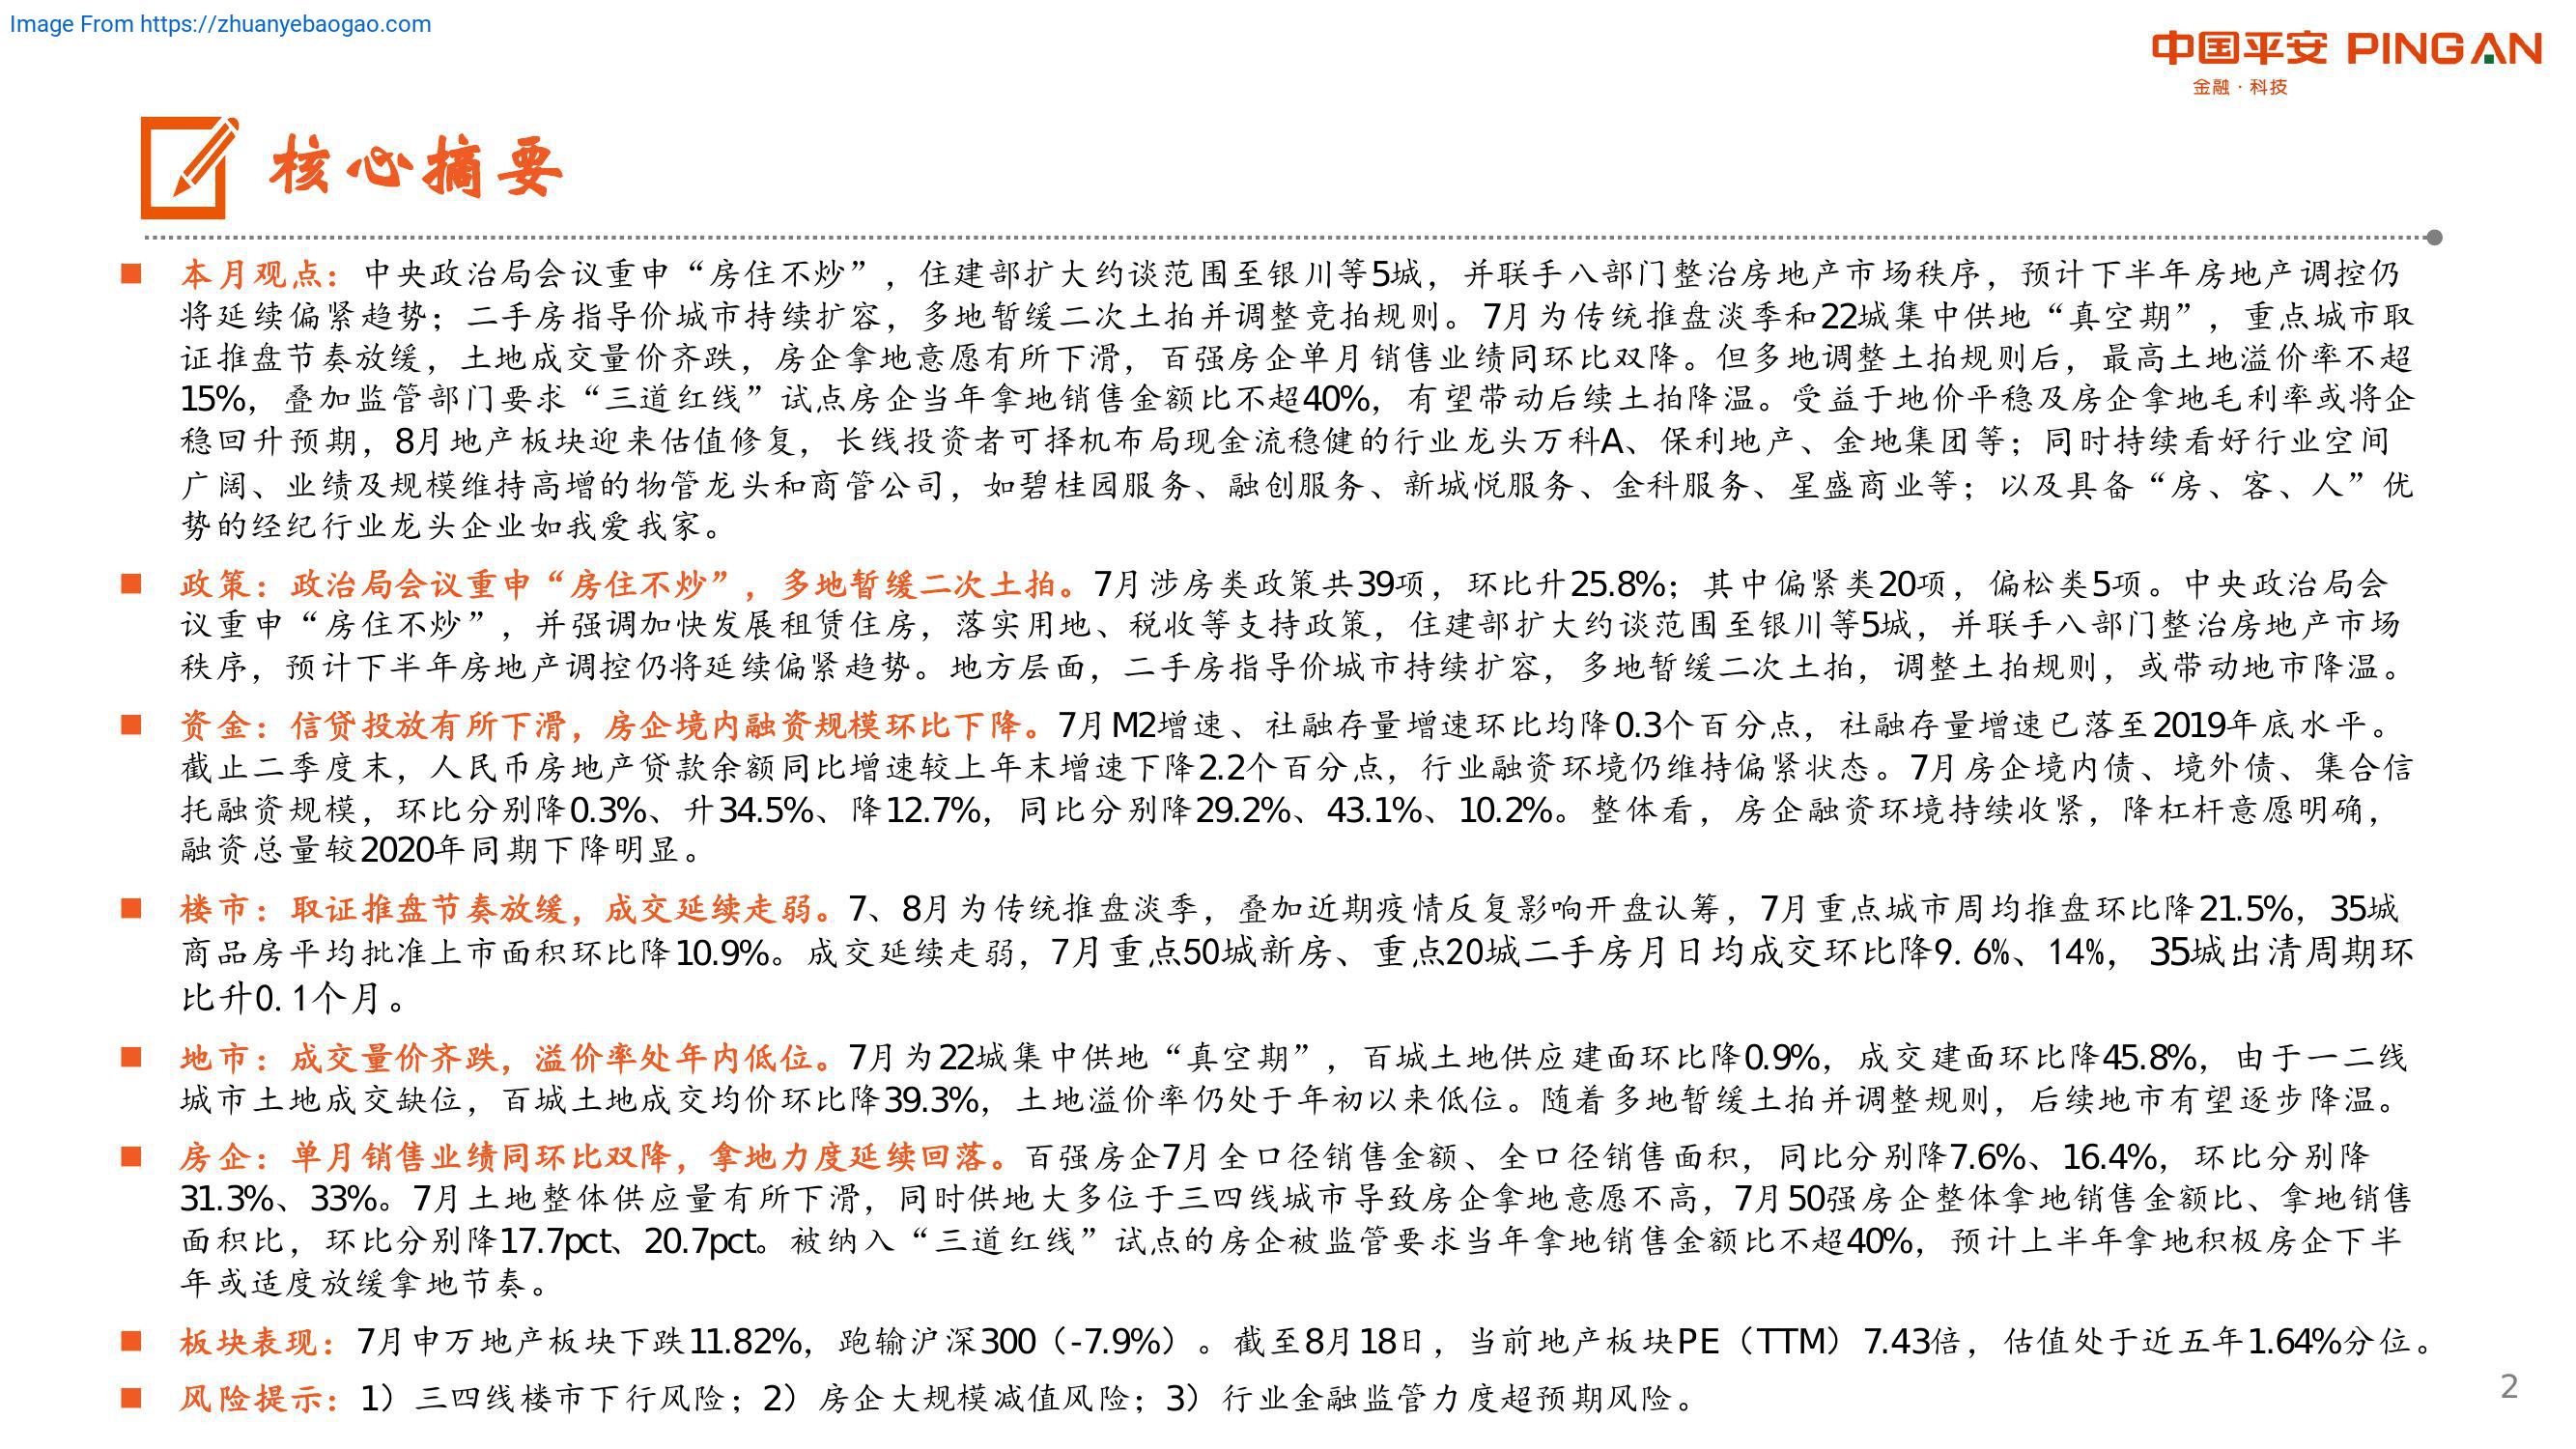 Image From https://zhuanyebaogao.com
中国平安 PINGAN
金融·科技
核心摘要
■ 本月观点：中央政治局会议重申“房住不炒”，住建部扩大约谈范围至银川等5城，并联手八部门整治房地产市场秩序，预计下半年房地产调控仍
将延续偏紧趋势；二手房指导价城市持续扩容，多地暂缓二次土拍并调整竞拍规则。7月为传统推盘淡季和22城集中供地“真空期”，重点城市取
证推盘节奏放缓，土地成交量价齐跌，房企拿地意愿有所下滑，百强房企单月销售业绩同环比双降。但多地调整土拍规则后，最高土地溢价率不超
15%，叠加监管部门要求“三道红线”试点房企当年拿地销售金额比不超40%，有望带动后续土拍降温。受益于地价平稳及房企拿地毛利率或将企
稳回升预期，8月地产板块迎来估值修复，长线投资者可择机布局现金流稳健的行业龙头万科A、保利地产、金地集团等；同时持续看好行业空间
广阔、业绩及规模维持高增的物管龙头和商管公司，如碧桂园服务、融创服务、新城悦服务、金科服务、星盛商业等；以及具备“房、客、人”优
势的经纪行业龙头企业如我爱我家。
■ 政策：政治局会议重申“房住不炒”，多地暂缓二次土拍。7月涉房类政策共39项，环比升25.8%；其中偏紧类20项，偏松类5项。中央政治局会
议重申“房住不炒”，并强调加快发展租赁住房，落实用地、税收等支持政策，住建部扩大约谈范围至银川等5城，并联手八部门整治房地产市场
秩序，预计下半年房地产调控仍将延续偏紧趋势。地方层面，二手房指导价城市持续扩容，多地暂缓二次土拍，调整土拍规则，或带动地市降温。
■ 资金：信贷投放有所下滑，房企境内融资规模环比下降。7月M2增速、社融存量增速环比均降0.3个百分点，社融存量增速已落至2019年底水平。
截止二季度末，人民币房地产贷款余额同比增速较上年末增速下降2.2个百分点，行业融资环境仍维持偏紧状态。7月房企境内债、境外债、集合信
托融资规模，环比分别降0.3%、升34.5%、降12.7%，同比分别降29.2%、43.1%、10.2%。整体看，房企融资环境持续收紧，降杠杆意愿明确，
融资总量较2020年同期下降明显。
■ 楼市：取证推盘节奏放缓，成交延续走弱。7、8月为传统推盘淡季，叠加近期疫情反复影响开盘认筹，7月重点城市周均推盘环比降21.5%，35城
商品房平均批准上市面积环比降10.9%。成交延续走弱，7月重点50城新房、重点20城二手房月日均成交环比降9.6%、14%，35城出清周期环
比升0.1个月。
■ 地市：成交量价齐跌，溢价率处年内低位。7月为22城集中供地“真空期”，百城土地供应建面环比降0.9%，成交建面环比降45.8%，由于一二线
城市土地成交缺位，百城土地成交均价环比降39.3%，土地溢价率仍处于年初以来低位。随着多地暂缓土拍并调整规则，后续地市有望逐步降温。
■ 房企：单月销售业绩同环比双降，拿地力度延续回落。百强房企7月全口径销售金额、全口径销售面积，同比分别降7.6%、16.4%，环比分别降
31.3%、33%。7月土地整体供应量有所下滑，同时供地大多位于三四线城市导致房企拿地意愿不高，7月50强房企整体拿地销售金额比、拿地销售
面积比，环比分别降17.7pct、20.7pct。被纳入“三道红线”试点的房企被监管要求当年拿地销售金额比不超40%，预计上半年拿地积极房企下半
年或适度放缓拿地节奏。
■ 板块表现：7月申万地产板块下跌11.82%，跑输沪深300（-7.9%）。截至8月18日，当前地产板块PE（TTM）7.43倍，估值处于近五年1.64%分位。
■ 风险提示：1）三四线楼市下行风险；2）房企大规模减值风险；3）行业金融监管力度超预期风险。
2